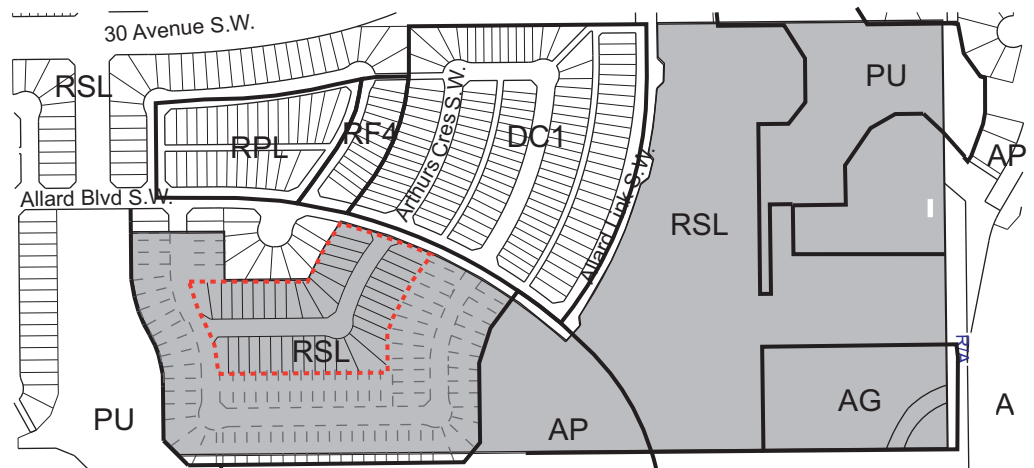 30 Avenue S.W.
RSL
PU
RPL
RF4
Arthurs Cres S.W.
DC1
AP
Allard Blvd S.W.
Allard Link S.W.
RSL
RSL
R/A
PU
AP
AG
A